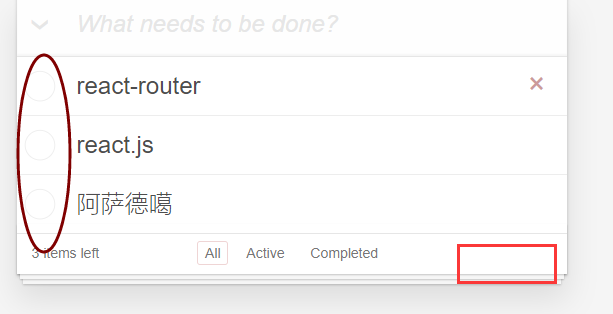 What needs to be done?
react-router
react.js
阿萨德噶
3 items left All Active Completed